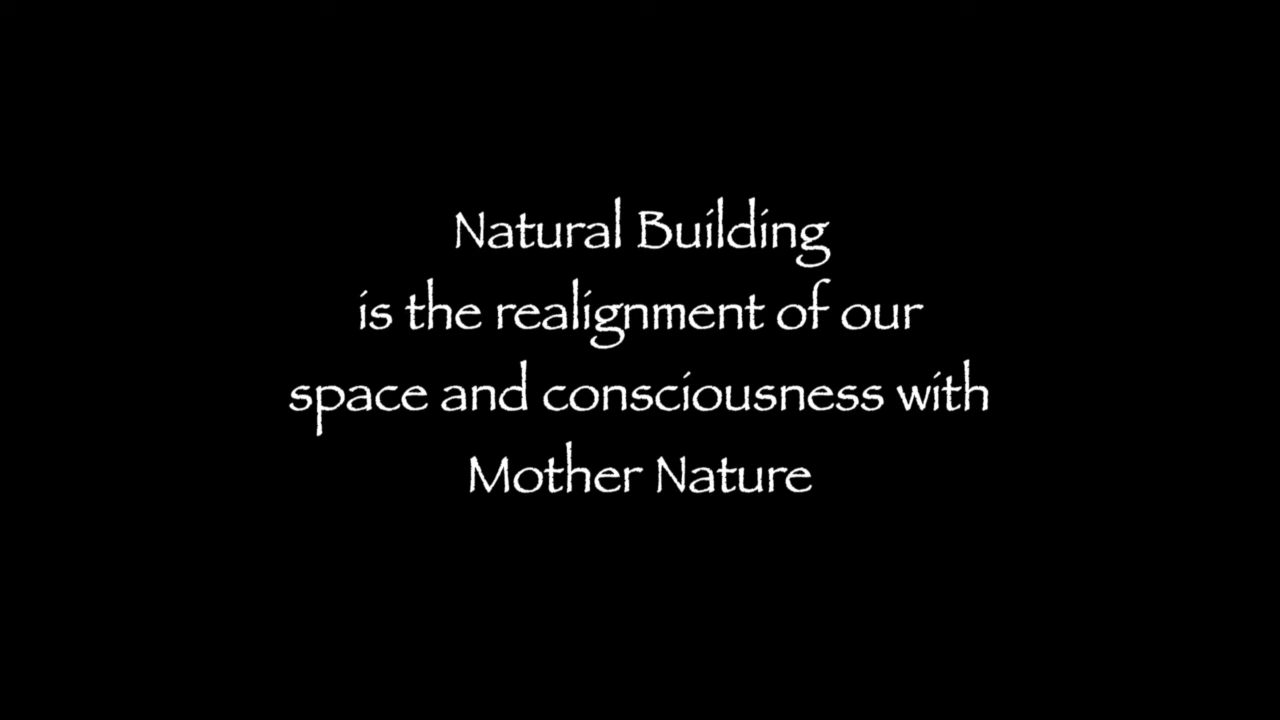 Natural Building
is the realignment of our
space and consciousness with
Mother Nature